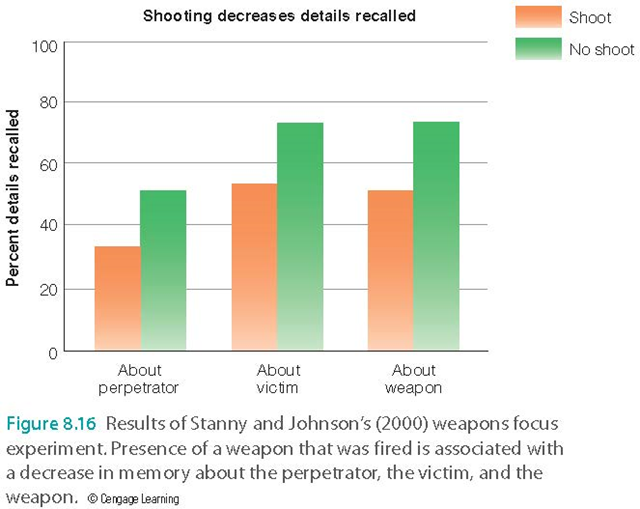 Shooting decreases details recalled
Shoot
No shoot
Percent details recalled
100
80
60
40
20
0
About
perpetrator
About
victim
About
weapon
Figure 8.16 Results of Stanny and Johnson's (2000) weapons focus
experiment. Presence of a weapon that was fired is associated with
a decrease in memory about the perpetrator, the victim, and the
weapon. © Cengage Learning